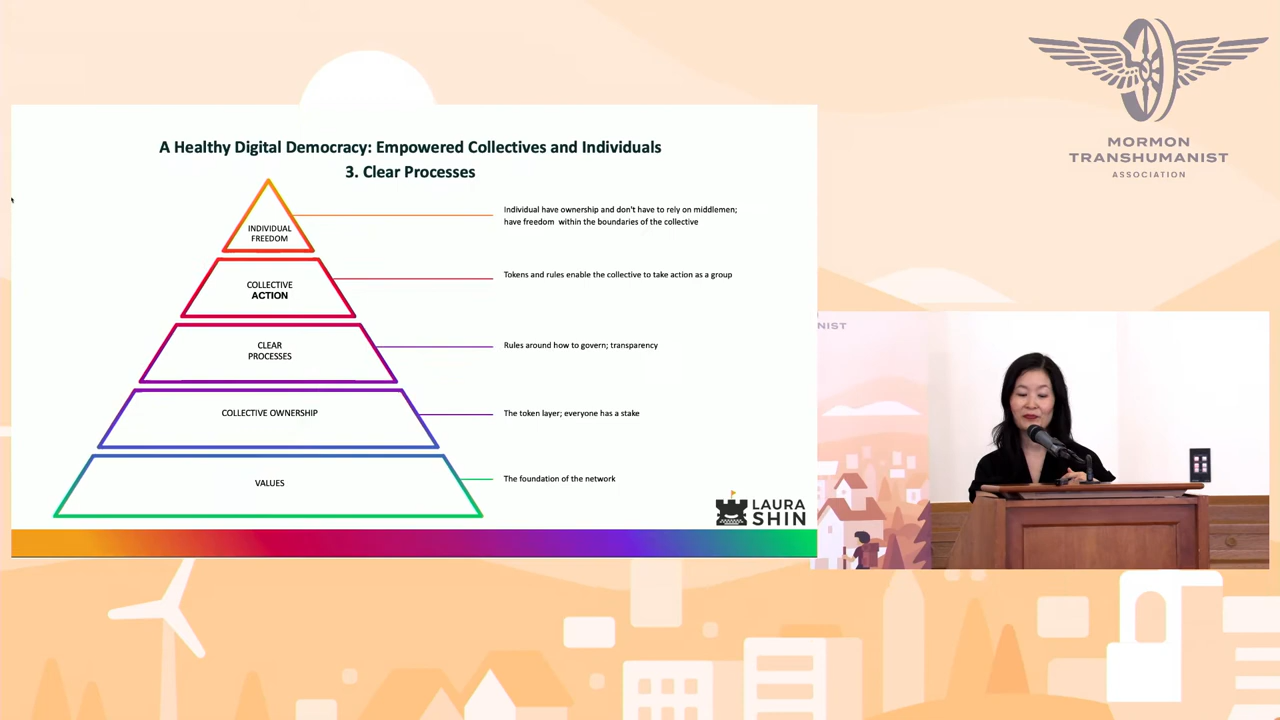 A Healthy Digital Democracy: Empowered Collectives and Individuals
3. Clear Processes
INDIVIDUAL
FREEDOM
Individual have ownership and don't have to rely on middlemen;
have freedom within the boundaries of the collective
COLLECTIVE
ACTION
Tokens and rules enable the collective to take action as a group
CLEAR
PROCESSES
Rules around how to govern; transparency
COLLECTIVE OWNERSHIP
The token layer; everyone has a stake
VALUES
The foundation of the network
LAURA
SHIN
MORMON
TRANSHUMANIST
ASSOCIATION
NIST